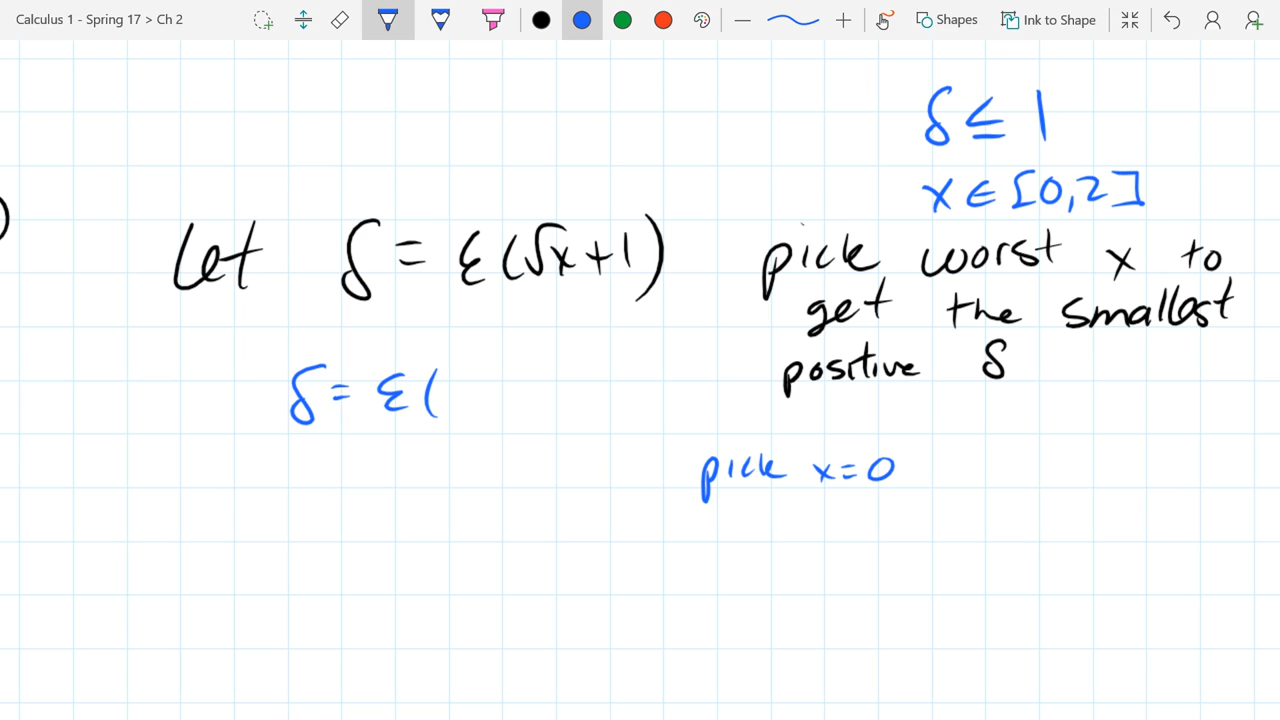 Calculus 1 - Spring 17 > Ch 2
Shapes
Ink to Shape
δ ≤ 1
x ∈ [0,2]
)
Let δ = ε(√x+1)
pick worst x to
get the smallest
positive δ
δ = ε(
pick x=0